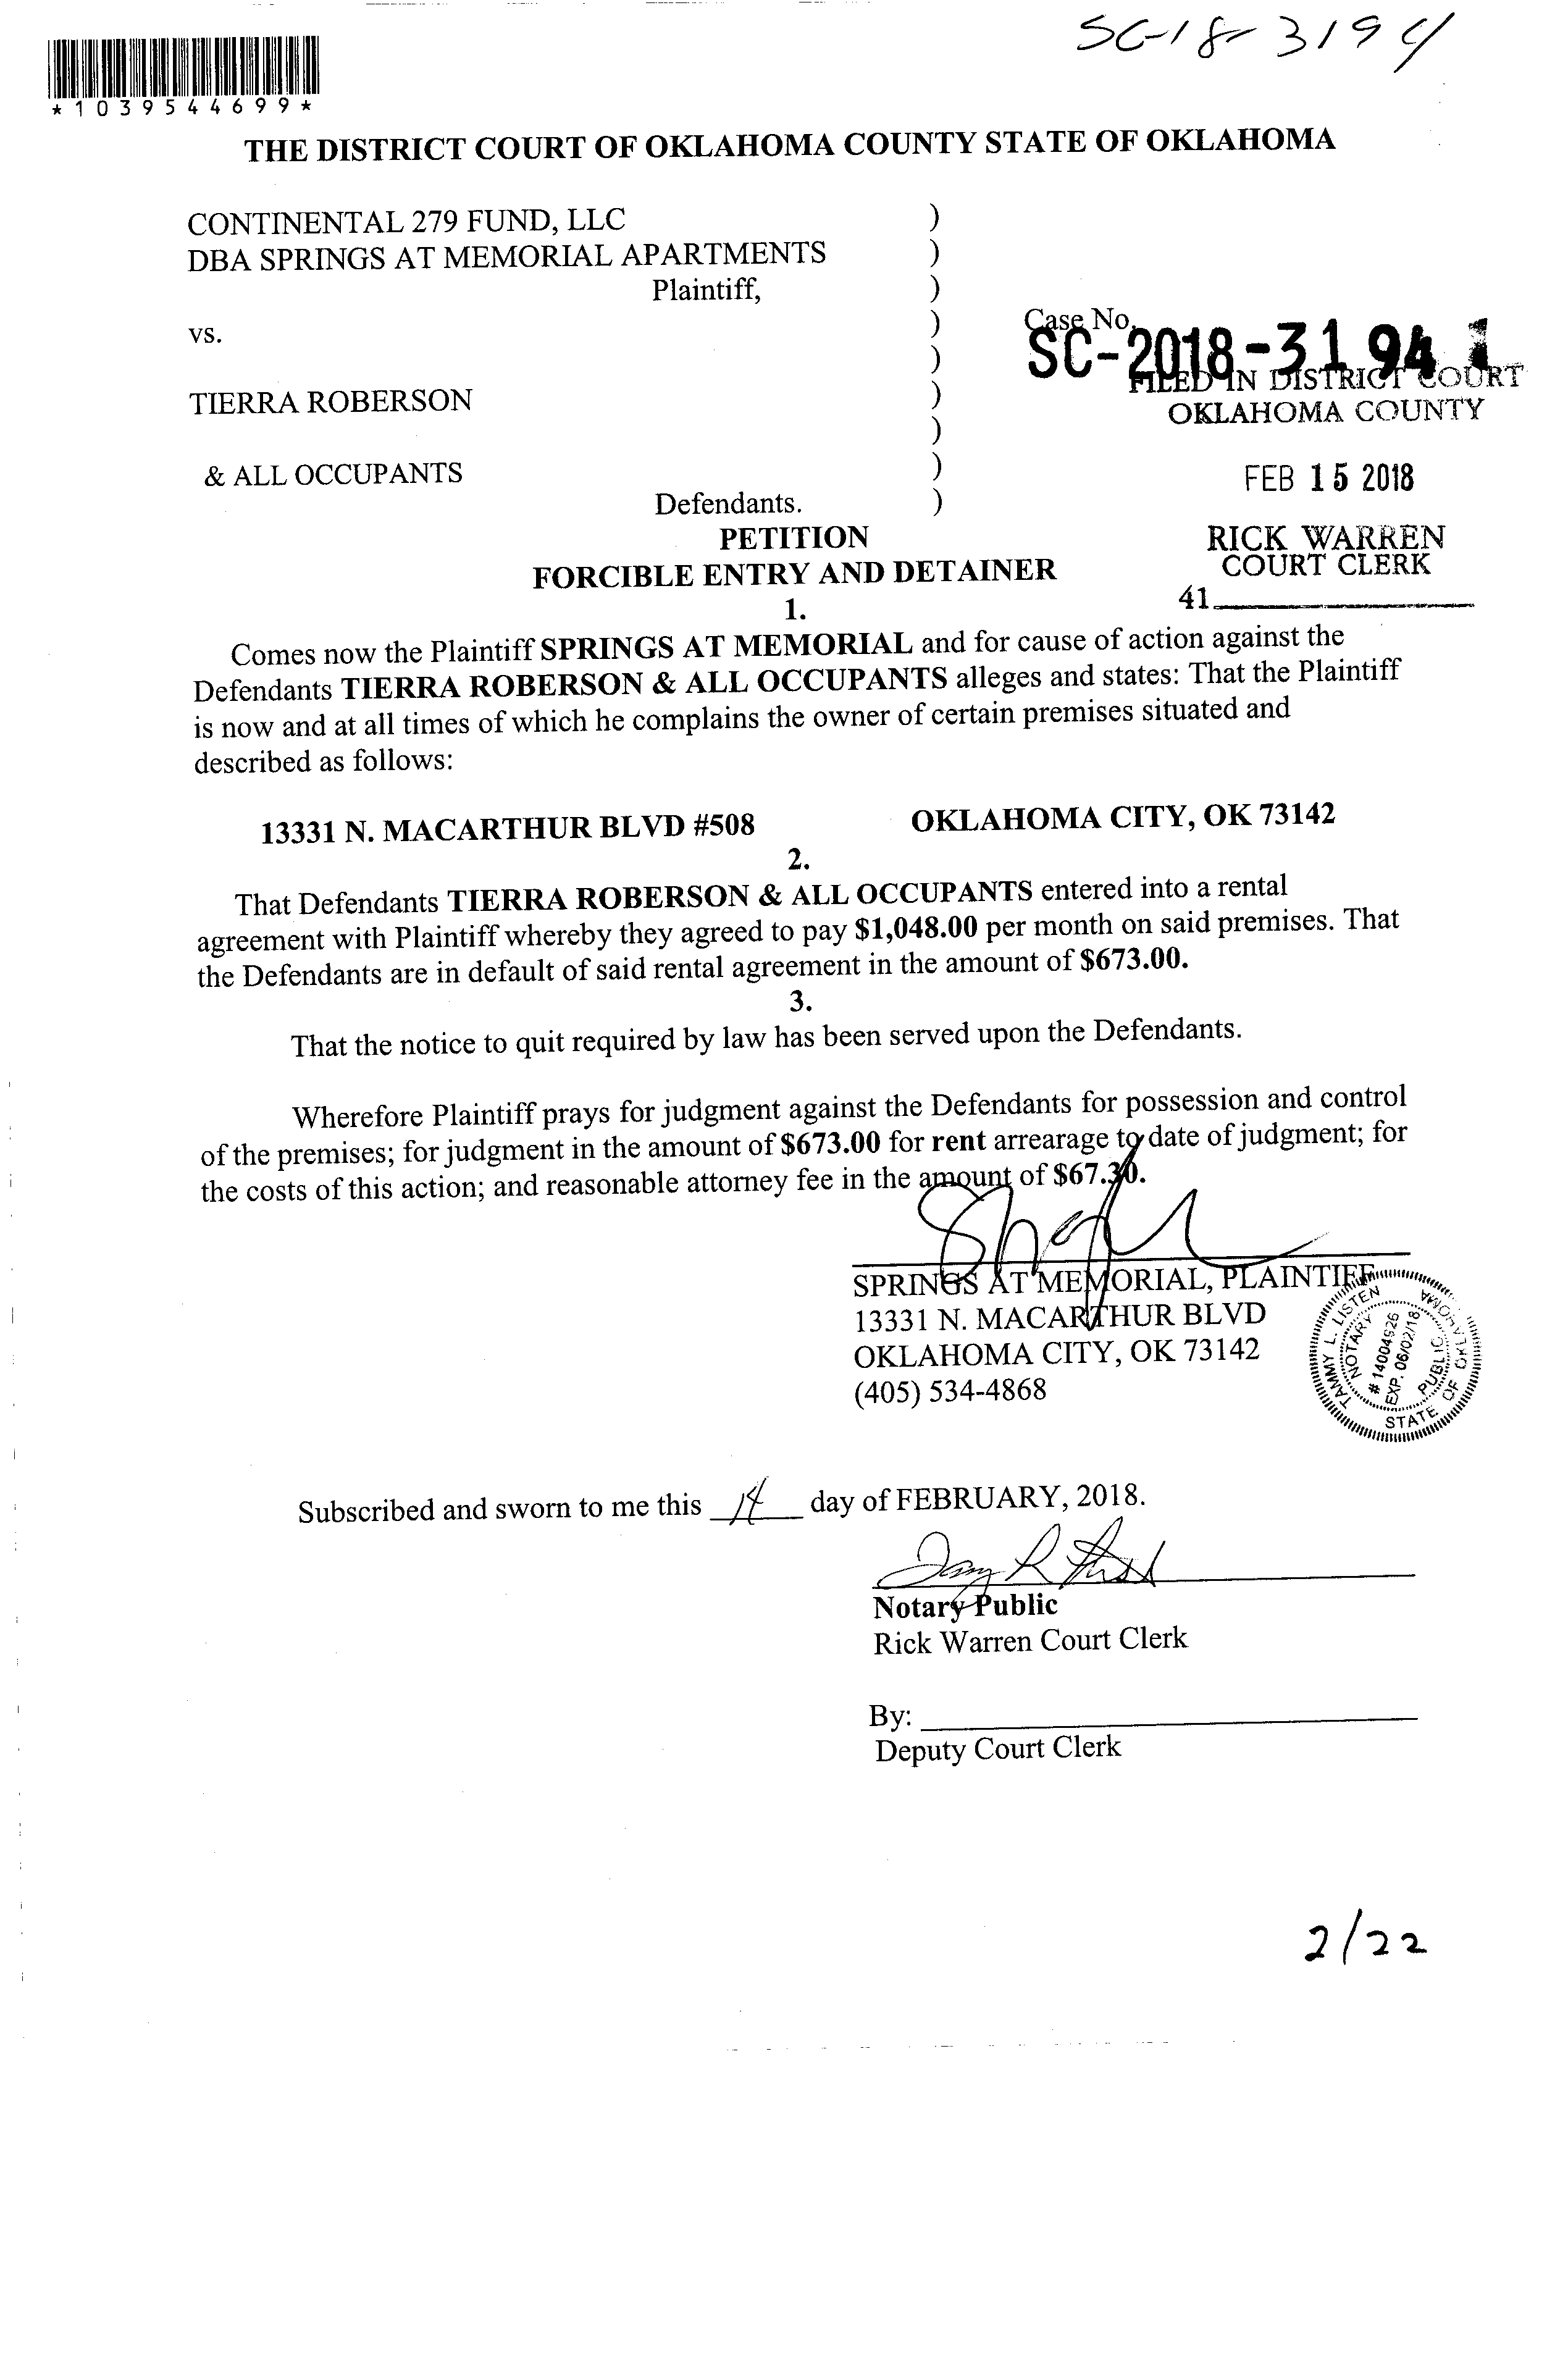 SC-18-3194
*1039544699*
THE DISTRICT COURT OF OKLAHOMA COUNTY STATE OF OKLAHOMA
CONTINENTAL 279 FUND, LLC )
DBA SPRINGS AT MEMORIAL APARTMENTS )
Plaintiff, )
vs. )
Case No.
SC-2018-3194 1
)
FILED IN DISTRICT COURT
TIERRA ROBERSON )
OKLAHOMA COUNTY
)
& ALL OCCUPANTS )
FEB 15 2018
Defendants. )
PETITION
RICK WARREN
COURT CLERK
FORCIBLE ENTRY AND DETAINER
41
1.
Comes now the Plaintiff SPRINGS AT MEMORIAL and for cause of action against the
Defendants TIERRA ROBERSON & ALL OCCUPANTS alleges and states: That the Plaintiff
is now and at all times of which he complains the owner of certain premises situated and
described as follows:
13331 N. MACARTHUR BLVD #508 OKLAHOMA CITY, OK 73142
2.
That Defendants TIERRA ROBERSON & ALL OCCUPANTS entered into a rental
agreement with Plaintiff whereby they agreed to pay $1,048.00 per month on said premises. That
the Defendants are in default of said rental agreement in the amount of $673.00.
3.
That the notice to quit required by law has been served upon the Defendants.
Wherefore Plaintiff prays for judgment against the Defendants for possession and control
of the premises; for judgment in the amount of $673.00 for rent arrearage to date of judgment; for
the costs of this action; and reasonable attorney fee in the amount of $67.30.
SPRINGS AT MEMORIAL, PLAINTIFF
13331 N. MACARTHUR BLVD
OKLAHOMA CITY, OK 73142
(405) 534-4868
TAMMY L. LISTEN
NOTARY
# 14004926
EXP. 06/02/18
PUBLIC
STATE OF OKLAHOMA
Subscribed and sworn to me this 14 day of FEBRUARY, 2018.
Notary Public
Rick Warren Court Clerk
By:
Deputy Court Clerk
2/22